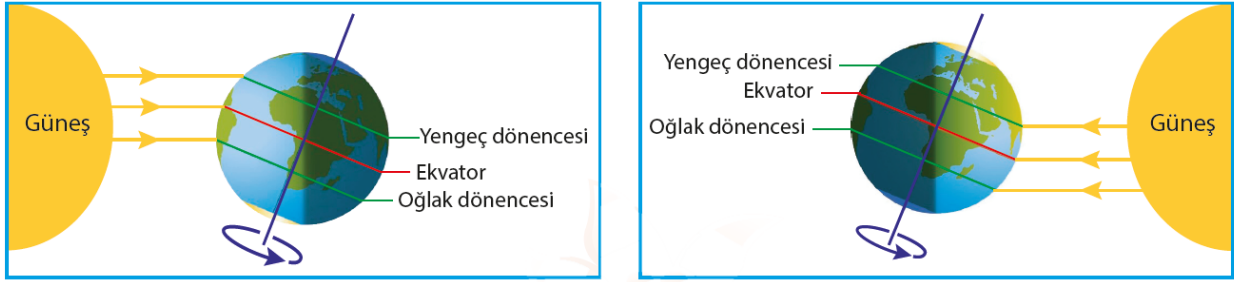 Güneş
Yengeç dönencesi
Ekvator
Oğlak dönencesi
Yengeç dönencesi
Ekvator
Oğlak dönencesi
Güneş